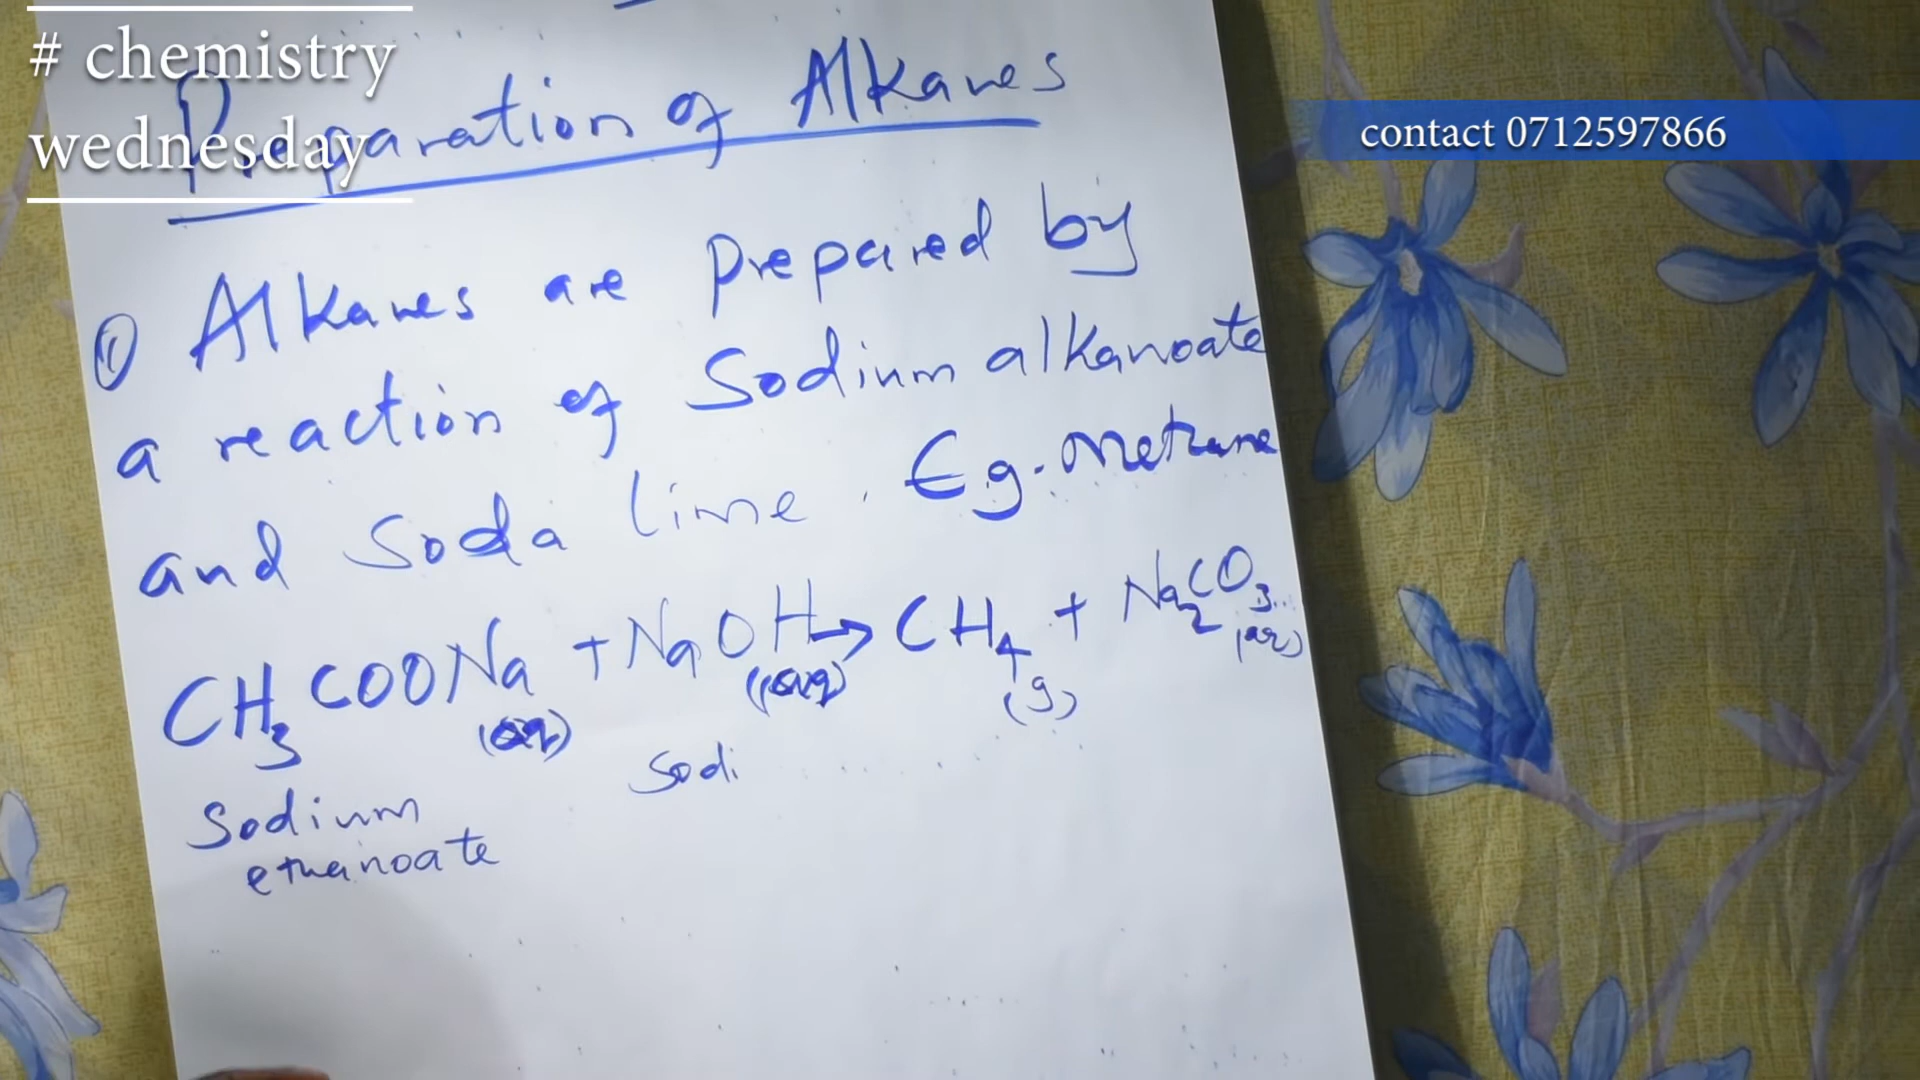 # chemistry
wednesday
contact 0712597866
Preparation of Alkanes
① Alkanes are prepared by
a reaction of Sodium alkanoate
and Soda lime. Eg. Methane
CH₃COONa + NaOH → CH₄ + Na₂CO₃
(aq) (aq) (g) (aq)
Sodium Sodi
ethanoate